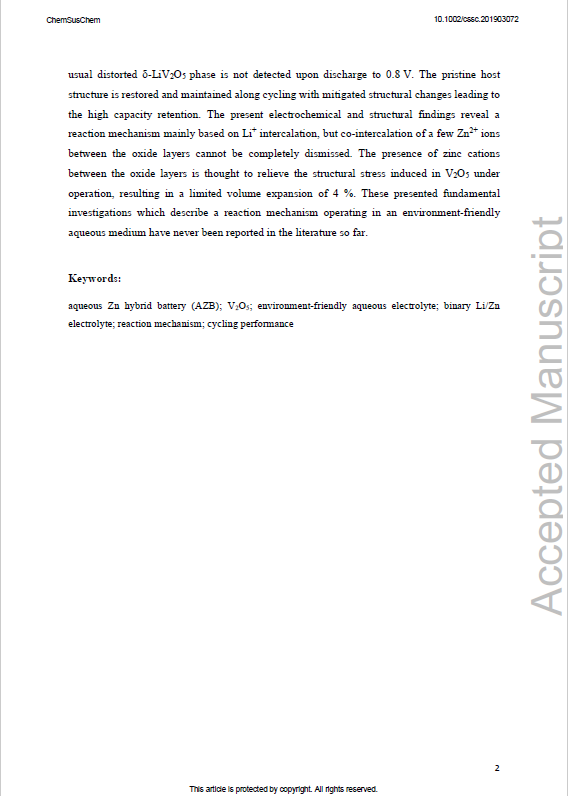 ChemSusChem
10.1002/cssc.201903072
usual distorted δ-LiV₂O₅ phase is not detected upon discharge to 0.8 V. The pristine host
structure is restored and maintained along cycling with mitigated structural changes leading to
the high capacity retention. The present electrochemical and structural findings reveal a
reaction mechanism mainly based on Li⁺ intercalation, but co-intercalation of a few Zn²⁺ ions
between the oxide layers cannot be completely dismissed. The presence of zinc cations
between the oxide layers is thought to relieve the structural stress induced in V₂O₅ under
operation, resulting in a limited volume expansion of 4 %. These presented fundamental
investigations which describe a reaction mechanism operating in an environment-friendly
aqueous medium have never been reported in the literature so far.
Keywords:
aqueous Zn hybrid battery (AZB); V₂O₅; environment-friendly aqueous electrolyte; binary Li/Zn
electrolyte; reaction mechanism; cycling performance
Accepted Manuscript
2
This article is protected by copyright. All rights reserved.